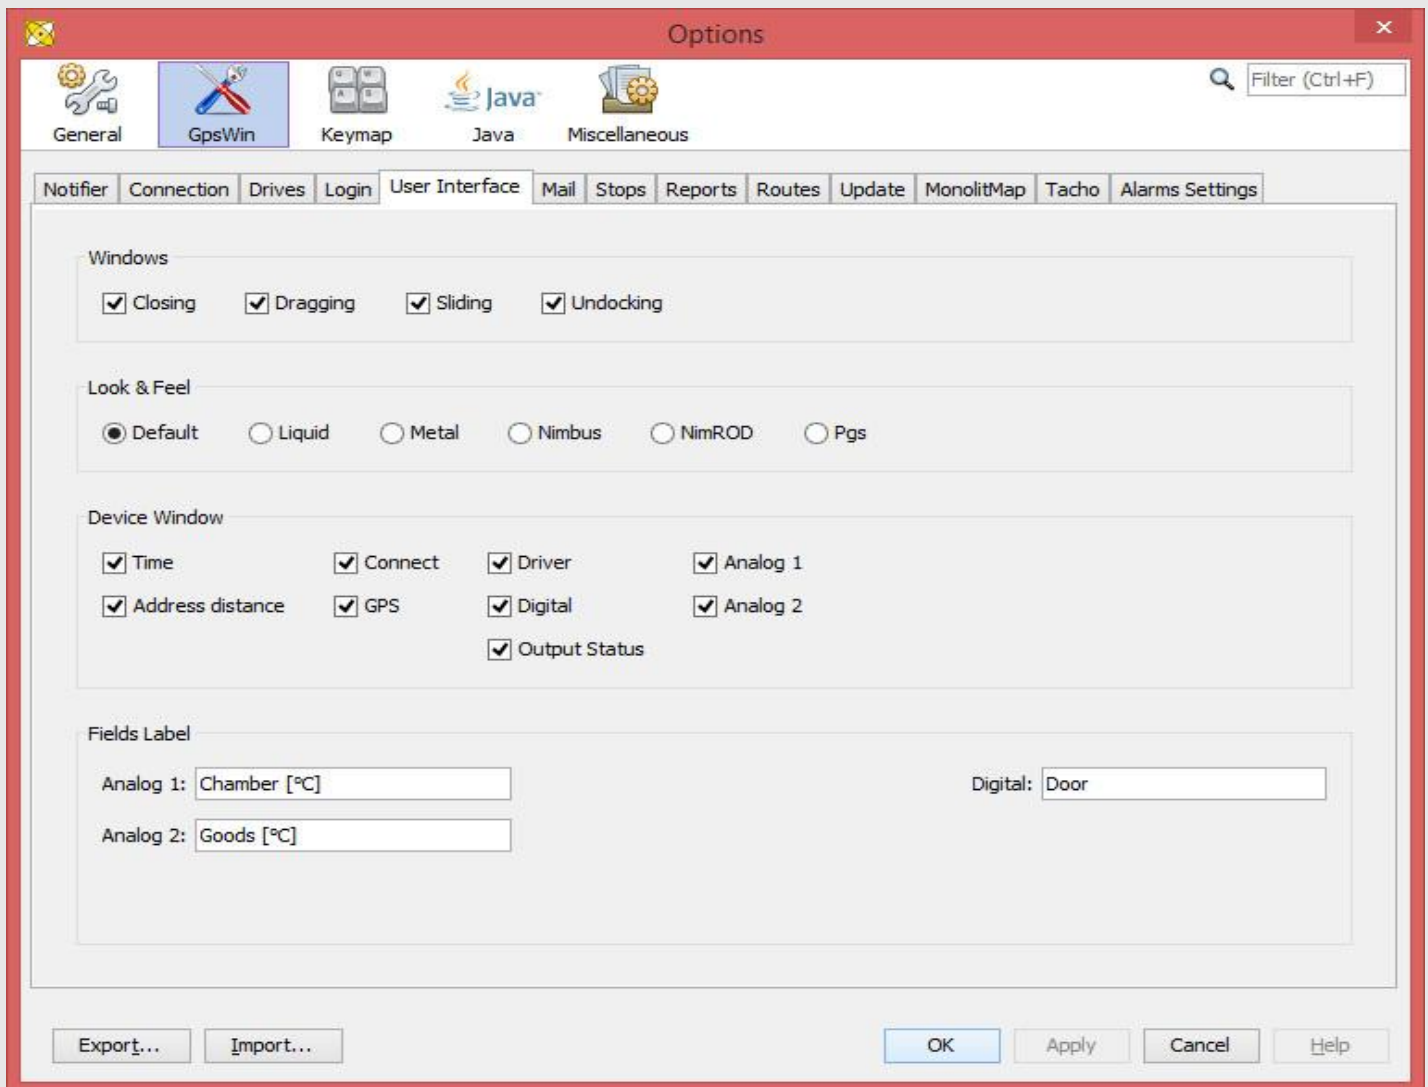 Options
Filter (Ctrl+F)
General GpsWin Keymap Java Java Miscellaneous
Notifier Connection Drives Login User Interface Mail Stops Reports Routes Update MonolitMap Tacho Alarms Settings
Windows
Closing Dragging Sliding Undocking
Look & Feel
Default Liquid Metal Nimbus NimROD Pgs
Device Window
Time Connect Driver Analog 1
Address distance GPS Digital Analog 2
Output Status
Fields Label
Analog 1: Chamber [°C] Digital: Door
Analog 2: Goods [°C]
Export... Import... OK Apply Cancel Help